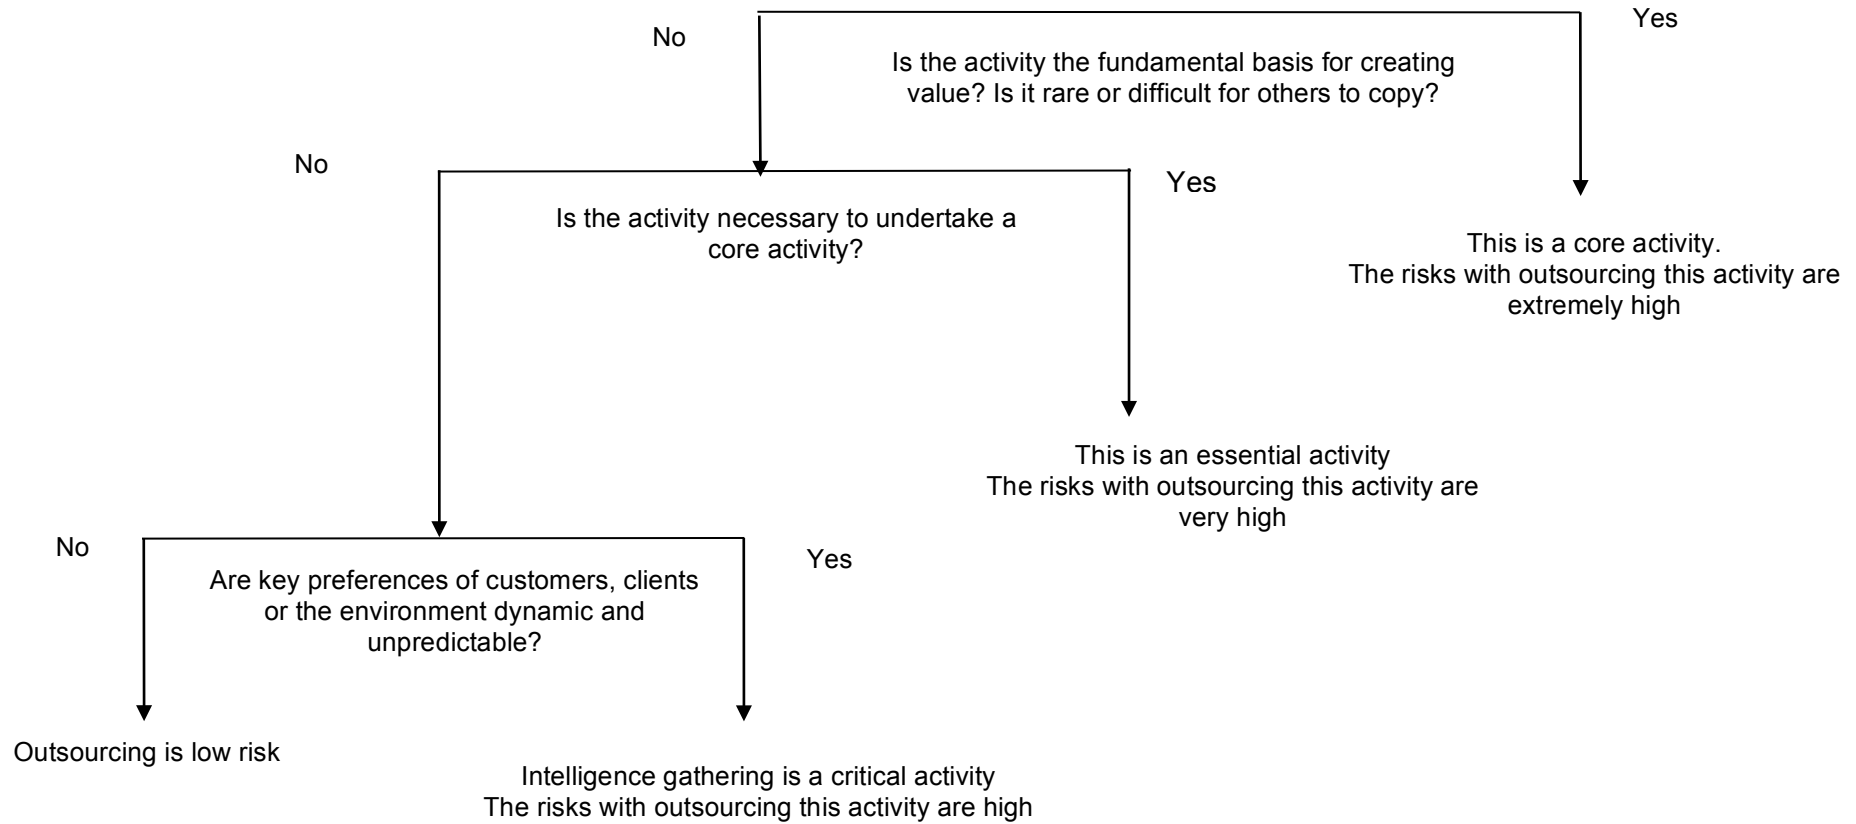 No
Yes
Is the activity the fundamental basis for creating
value? Is it rare or difficult for others to copy?
No
Yes
Is the activity necessary to undertake a
core activity?
This is a core activity.
The risks with outsourcing this activity are
extremely high
This is an essential activity
The risks with outsourcing this activity are
very high
No
Yes
Are key preferences of customers, clients
or the environment dynamic and
unpredictable?
Outsourcing is low risk
Intelligence gathering is a critical activity
The risks with outsourcing this activity are high